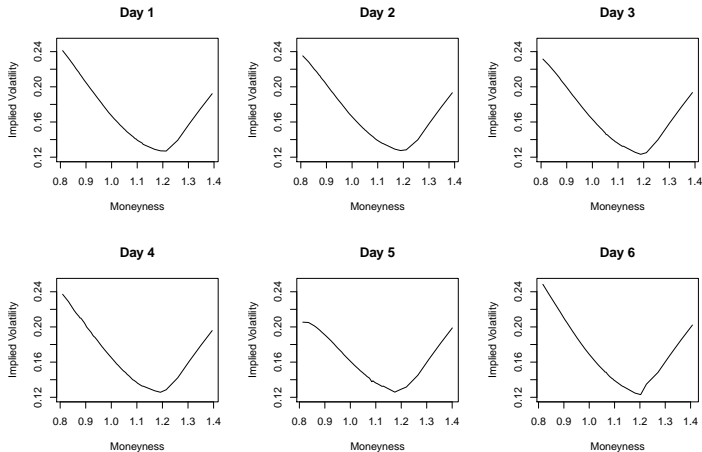 Day 1
Implied Volatility
0.12 0.16 0.20 0.24
0.8 0.9 1.0 1.1 1.2 1.3 1.4
Moneyness
Day 2
Implied Volatility
0.12 0.16 0.20 0.24
0.8 0.9 1.0 1.1 1.2 1.3 1.4
Moneyness
Day 3
Implied Volatility
0.12 0.16 0.20 0.24
0.8 0.9 1.0 1.1 1.2 1.3 1.4
Moneyness
Day 4
Implied Volatility
0.12 0.16 0.20 0.24
0.8 0.9 1.0 1.1 1.2 1.3 1.4
Moneyness
Day 5
Implied Volatility
0.12 0.16 0.20 0.24
0.8 0.9 1.0 1.1 1.2 1.3 1.4
Moneyness
Day 6
Implied Volatility
0.12 0.16 0.20 0.24
0.8 0.9 1.0 1.1 1.2 1.3 1.4
Moneyness